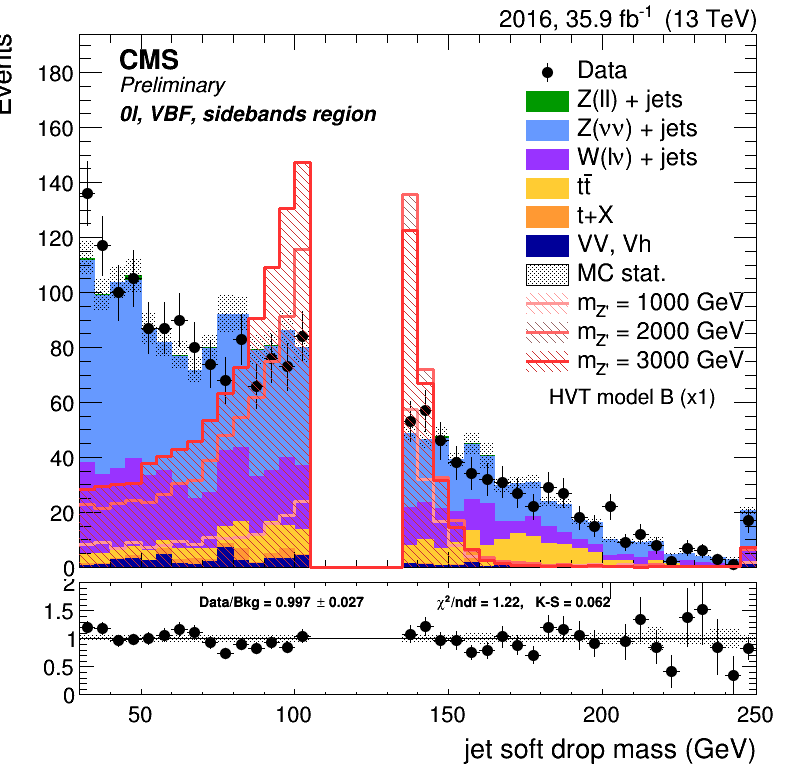 2016, 35.9 fb⁻¹ (13 TeV)
Events
CMS
Preliminary
0l, VBF, sidebands region
Data
Z(ll) + jets
Z(νν) + jets
W(lν) + jets
tt̄
t+X
VV, Vh
MC stat.
m_Z' = 1000 GeV
m_Z' = 2000 GeV
m_Z' = 3000 GeV
HVT model B (x1)
180
160
140
120
100
80
60
40
20
0
Data/Bkg = 0.997 ± 0.027
χ²/ndf = 1.22, K-S = 0.062
2
1.5
1
0.5
0
50 100 150 200 250
jet soft drop mass (GeV)